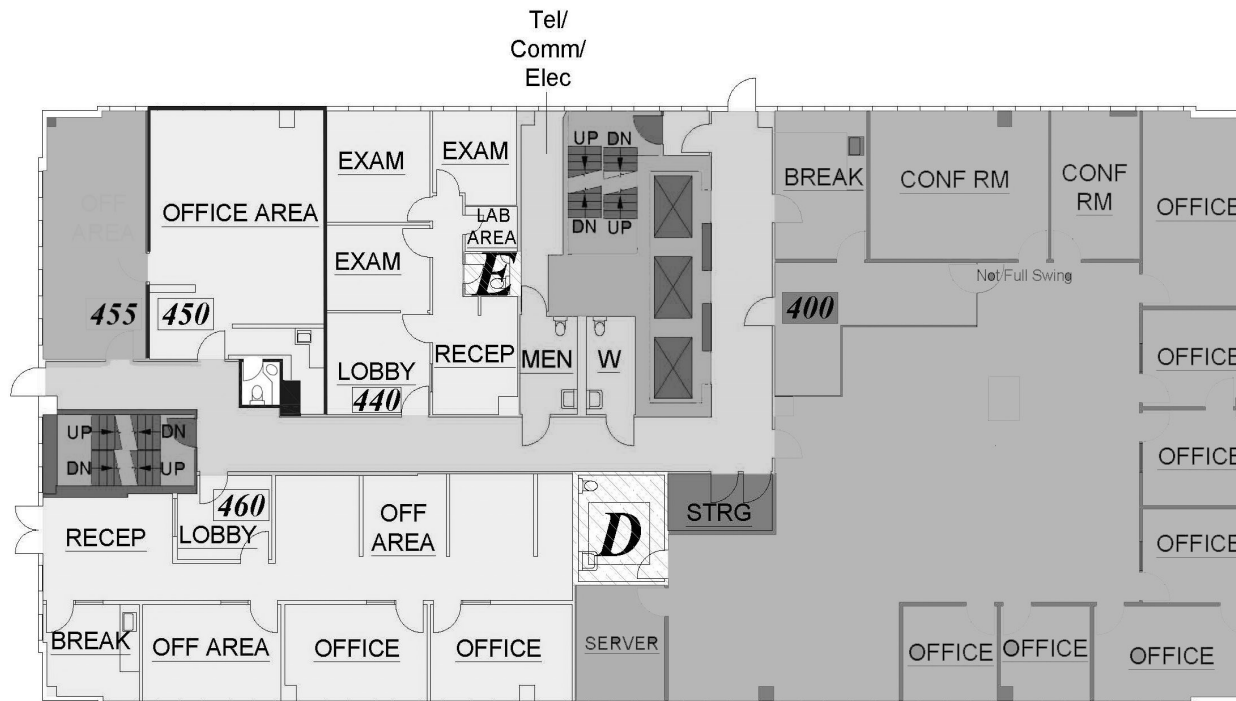 Tel/
Comm/
Elec
UP DN
DN UP
EXAM
EXAM
OFFICE AREA
LAB
AREA
EXAM
E
OFF
AREA
455
450
LOBBY
440
RECEP
MEN
W
BREAK
CONF RM
CONF
RM
OFFICE
Not Full Swing
400
OFFICE
OFFICE
OFFICE
UP DN
DN UP
460
LOBBY
RECEP
OFF
AREA
D
STRG
BREAK
OFF AREA
OFFICE
OFFICE
SERVER
OFFICE
OFFICE
OFFICE